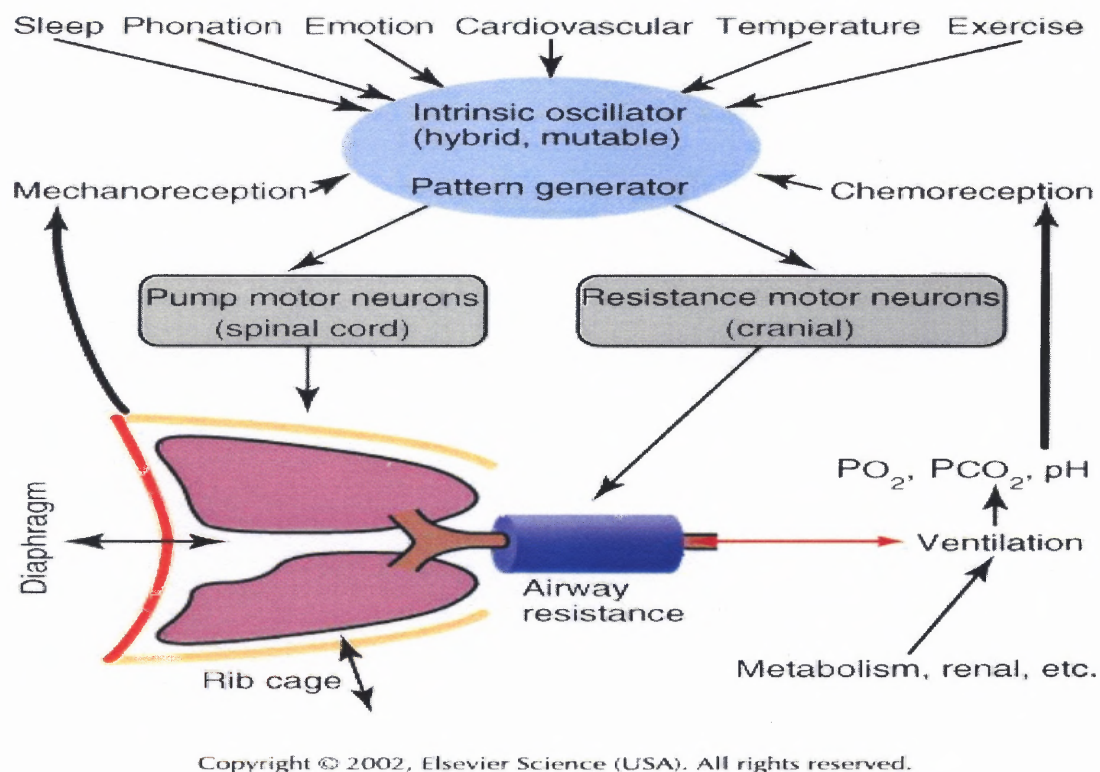 Sleep Phonation Emotion Cardiovascular Temperature Exercise
Intrinsic oscillator
(hybrid, mutable)
Mechanoreception
Pattern generator
Chemoreception
Pump motor neurons
(spinal cord)
Resistance motor neurons
(cranial)
PO₂, PCO₂, pH
Diaphragm
Ventilation
Airway
resistance
Rib cage
Metabolism, renal, etc.
Copyright © 2002, Elsevier Science (USA). All rights reserved.